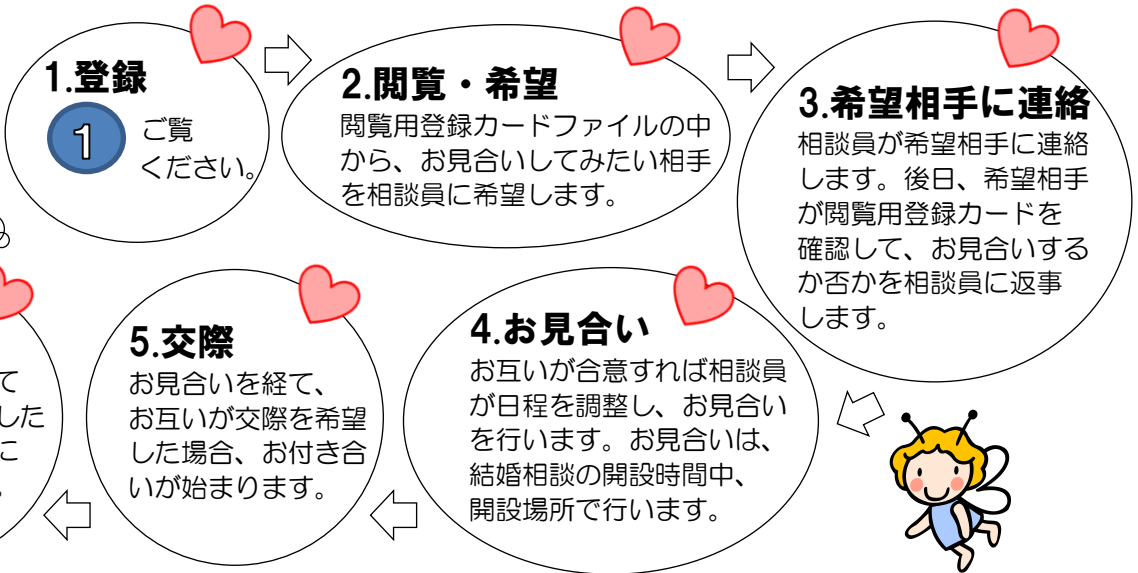 1.登録
1
ご覧
ください。
2.閲覧・希望
閲覧用登録カードファイルの中
から、お見合いしてみたい相手
を相談員に希望します。
3.希望相手に連絡
相談員が希望相手に連絡
します。後日、希望相手
が閲覧用登録カードを
確認して、お見合いする
か否かを相談員に返事
します。
4.お見合い
お互いが合意すれば相談員
が日程を調整し、お見合い
を行います。お見合いは、
結婚相談の開設時間中、
開設場所で行います。
5.交際
お見合いを経て、
お互いが交際を希望
した場合、お付き合
いが始まります。
て
した
に
。